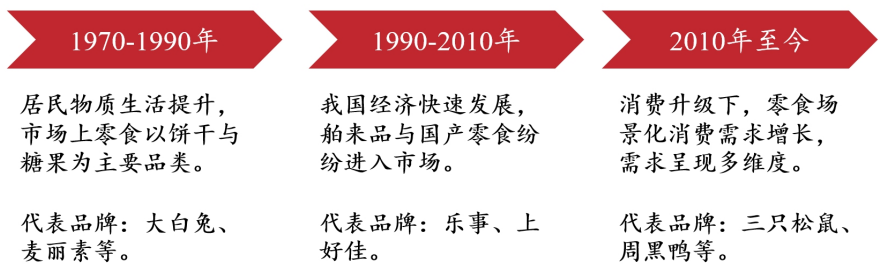 1970-1990年
居民物质生活提升，
市场上零食以饼干与
糖果为主要品类。
代表品牌：大白兔、
麦丽素等。
1990-2010年
我国经济快速发展，
舶来品与国产零食纷
纷进入市场。
代表品牌：乐事、上
好佳。
2010年至今
消费升级下，零食场
景化消费需求增长，
需求呈现多维度。
代表品牌：三只松鼠、
周黑鸭等。